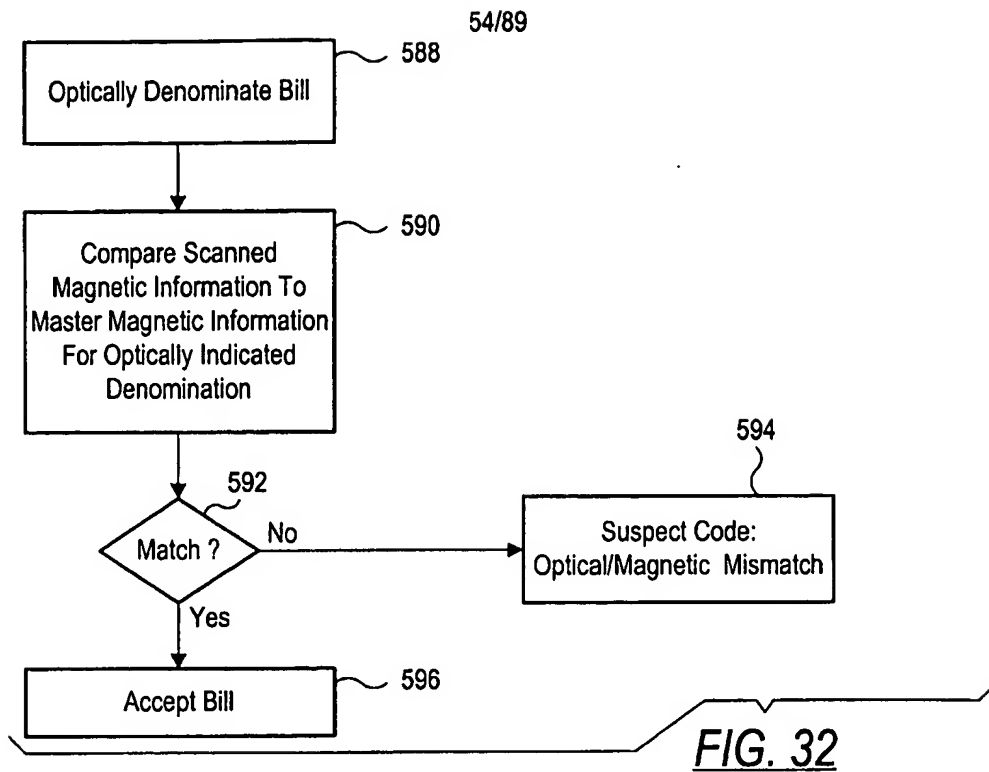 54/89
588
Optically Denominate Bill
590
Compare Scanned
Magnetic Information To
Master Magnetic Information
For Optically Indicated
Denomination
592
Match ?
No
Yes
594
Suspect Code:
Optical/Magnetic Mismatch
596
Accept Bill
FIG. 32